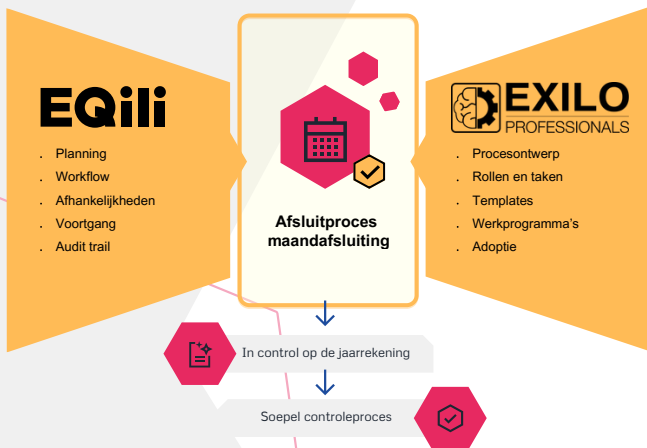 EQili
. Planning
. Workflow
. Afhankelijkheden
. Voortgang
. Audit trail
Afsluitproces
maandafsluiting
EXILO
PROFESSIONALS
. Procesontwerp
. Rollen en taken
. Templates
. Werkprogramma's
. Adoptie
In control op de jaarrekening
Soepel controleproces